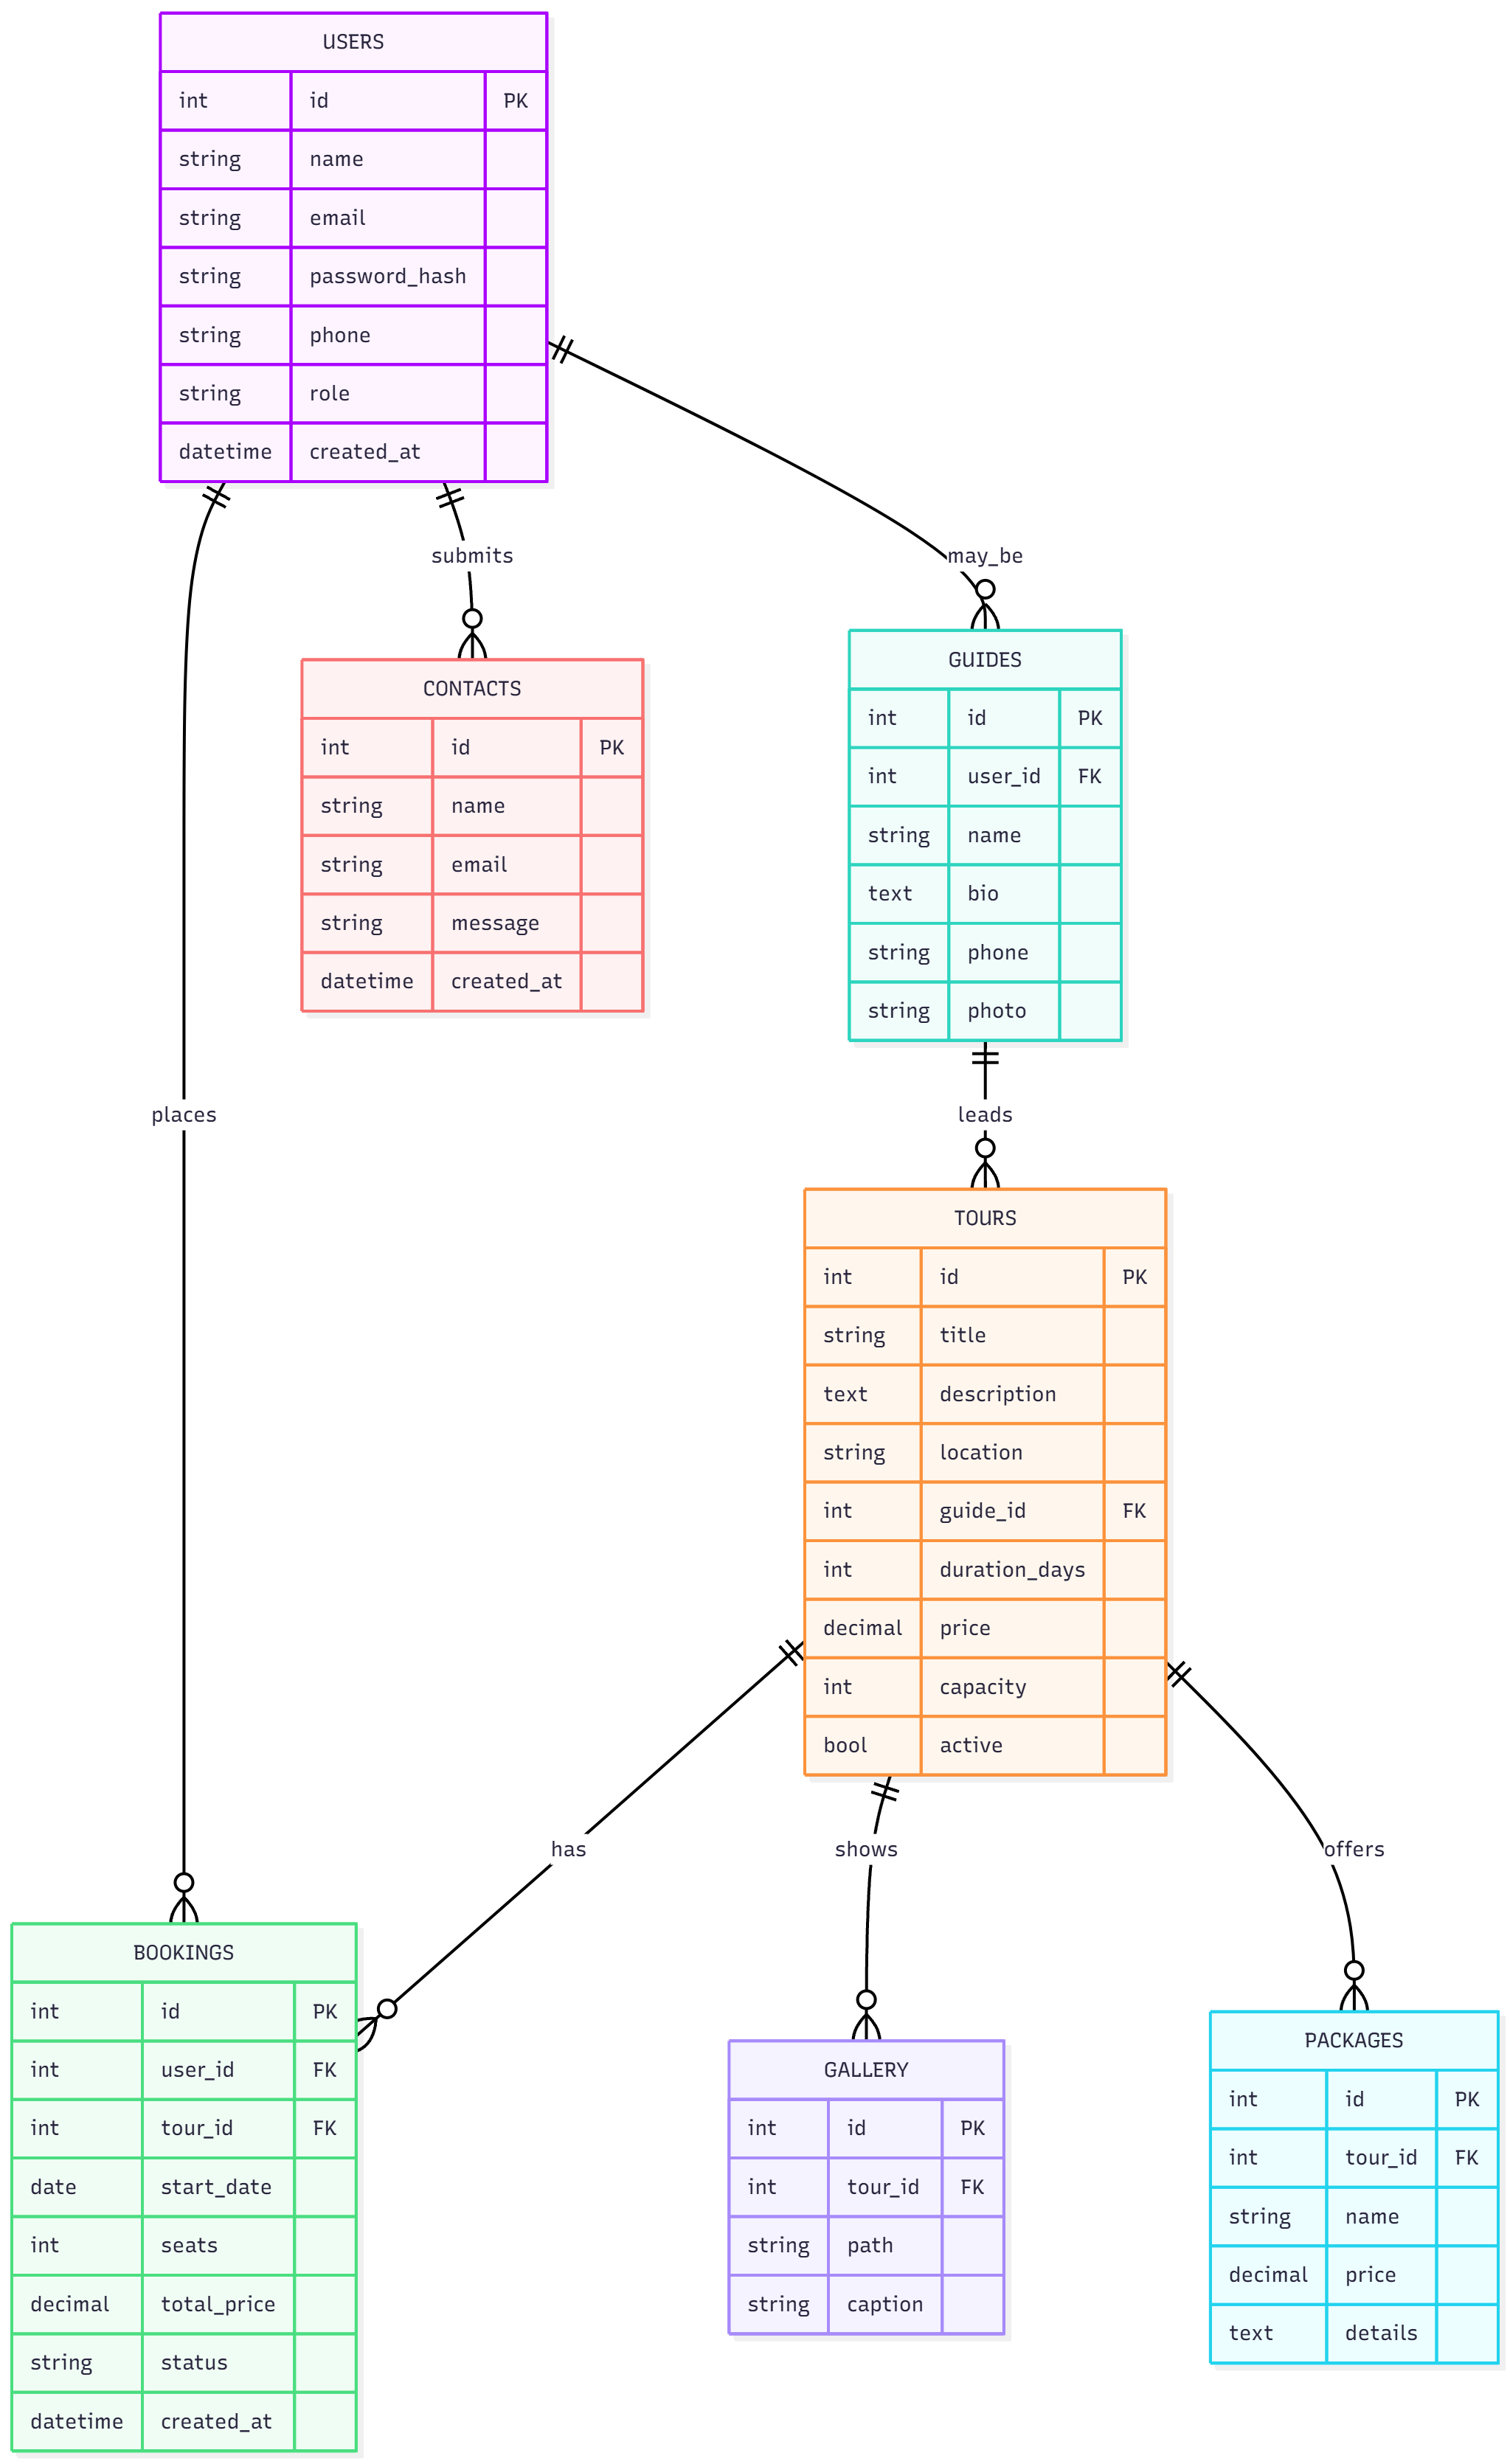 USERS
int id PK
string name
string email
string password_hash
string phone
string role
datetime created_at
submits
may_be
CONTACTS
int id PK
string name
string email
string message
datetime created_at
GUIDES
int id PK
int user_id FK
string name
text bio
string phone
string photo
places
leads
TOURS
int id PK
string title
text description
string location
int guide_id FK
int duration_days
decimal price
int capacity
bool active
has
shows
offers
BOOKINGS
int id PK
int user_id FK
int tour_id FK
date start_date
int seats
decimal total_price
string status
datetime created_at
GALLERY
int id PK
int tour_id FK
string path
string caption
PACKAGES
int id PK
int tour_id FK
string name
decimal price
text details